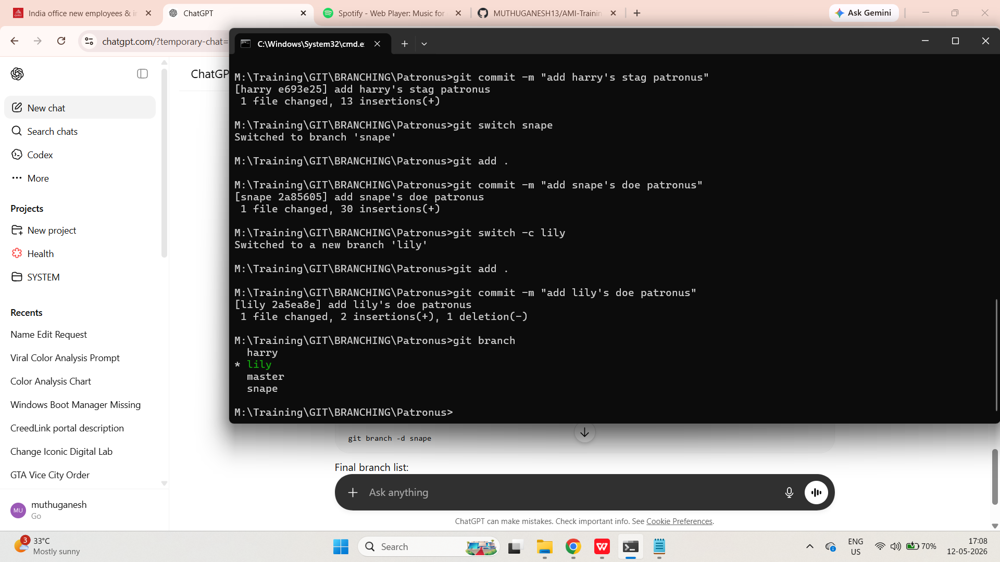 India office new employees & in
ChatGPT
Spotify - Web Player: Music for
MUTHUGANESH13/AMI-Trainin
Ask Gemini
chatgpt.com/?temporary-chat=
C:\Windows\System32\cmd.e
ChatGP
New chat
Search chats
Codex
More
Projects
New project
Health
SYSTEM
Recents
Name Edit Request
Viral Color Analysis Prompt
Color Analysis Chart
Windows Boot Manager Missing
CreedLink portal description
Change Iconic Digital Lab
GTA Vice City Order
MU
muthuganesh
Go
M:\Training\GIT\BRANCHING\Patronus>git commit -m "add harry's stag patronus"
[harry e693e25] add harry's stag patronus
1 file changed, 13 insertions(+)
M:\Training\GIT\BRANCHING\Patronus>git switch snape
Switched to branch 'snape'
M:\Training\GIT\BRANCHING\Patronus>git add .
M:\Training\GIT\BRANCHING\Patronus>git commit -m "add snape's doe patronus"
[snape 2a85605] add snape's doe patronus
1 file changed, 30 insertions(+)
M:\Training\GIT\BRANCHING\Patronus>git switch -c lily
Switched to a new branch 'lily'
M:\Training\GIT\BRANCHING\Patronus>git add .
M:\Training\GIT\BRANCHING\Patronus>git commit -m "add lily's doe patronus"
[lily 2a5ea8e] add lily's doe patronus
1 file changed, 2 insertions(+), 1 deletion(-)
M:\Training\GIT\BRANCHING\Patronus>git branch
harry
* lily
master
snape
M:\Training\GIT\BRANCHING\Patronus>
git branch -d snape
Final branch list:
Ask anything
ChatGPT can make mistakes. Check important info. See Cookie Preferences.
3
33°C
Mostly sunny
Search
ENG
US
70%
17:08
12-05-2026